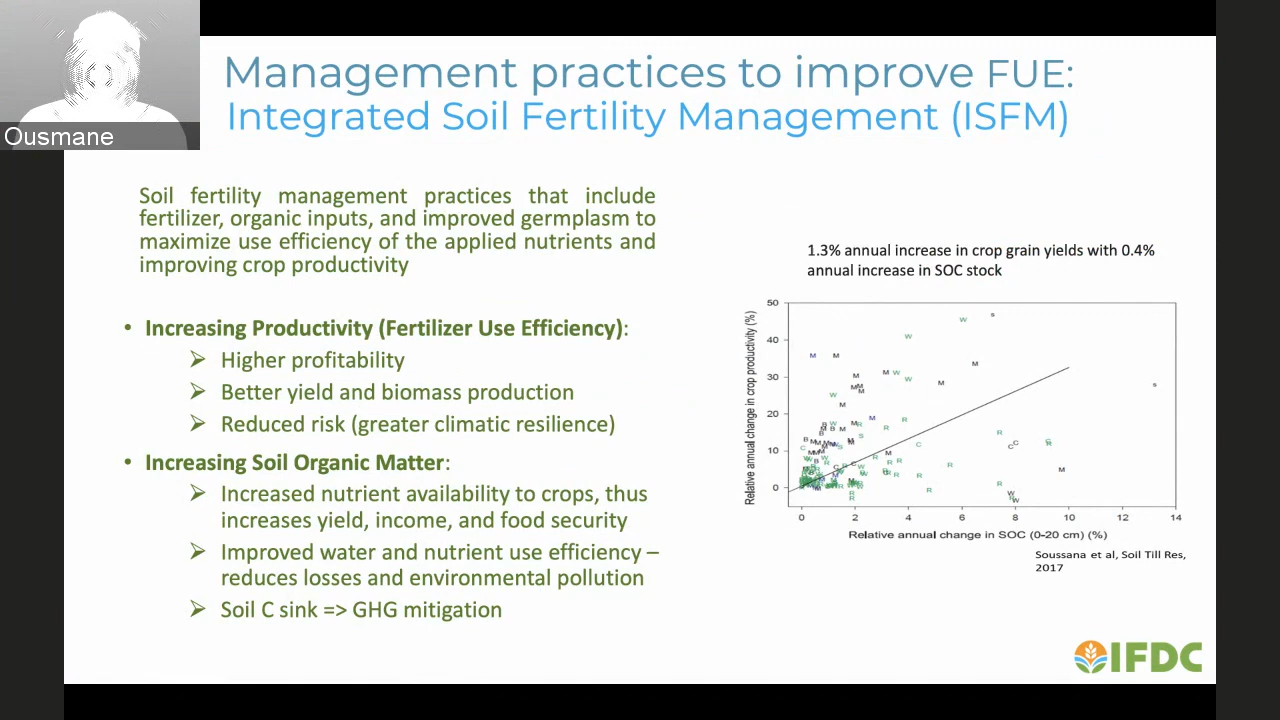 Ousmane
Management practices to improve FUE:
Integrated Soil Fertility Management (ISFM)
Soil fertility management practices that include
fertilizer, organic inputs, and improved germplasm to
maximize use efficiency of the applied nutrients and
improving crop productivity
• Increasing Productivity (Fertilizer Use Efficiency):
➢ Higher profitability
➢ Better yield and biomass production
➢ Reduced risk (greater climatic resilience)
• Increasing Soil Organic Matter:
➢ Increased nutrient availability to crops, thus
increases yield, income, and food security
➢ Improved water and nutrient use efficiency –
reduces losses and environmental pollution
➢ Soil C sink => GHG mitigation
1.3% annual increase in crop grain yields with 0.4%
annual increase in SOC stock
Relative annual change in crop productivity (%)
50
40
30
20
10
0
0 2 4 6 8 10 12 14
Relative annual change in SOC (0-20 cm) (%)
Soussana et al, Soil Till Res,
2017
IFDC